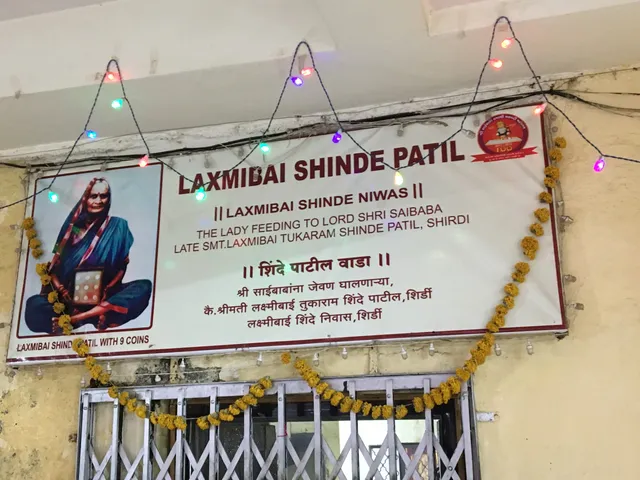 LAXMIBAI SHINDE PATIL
|| LAXMIBAI SHINDE NIWAS ||
THE LADY FEEDING TO LORD SHRI SAIBABA
LATE SMT.LAXMIBAI TUKARAM SHINDE PATIL, SHIRDI
|| शिंदे पाटील वाडा ||
श्री साईबाबांना जेवण घालणाऱ्या,
कै.श्रीमती लक्ष्मीबाई तुकाराम शिंदे पाटील,शिर्डी
लक्ष्मीबाई शिंदे निवास,शिर्डी
LAXMIBAI SHINDE PATIL WITH 9 COINS